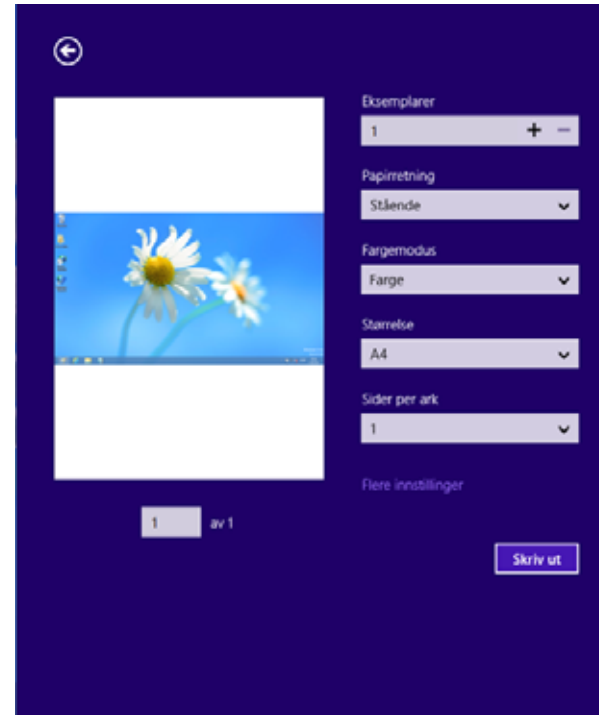 Eksemplarer
1
Papirretning
Stående
Fargemodus
Farge
Størrelse
A4
Sider per ark
1
Flere innstillinger
1 av 1
Skriv ut